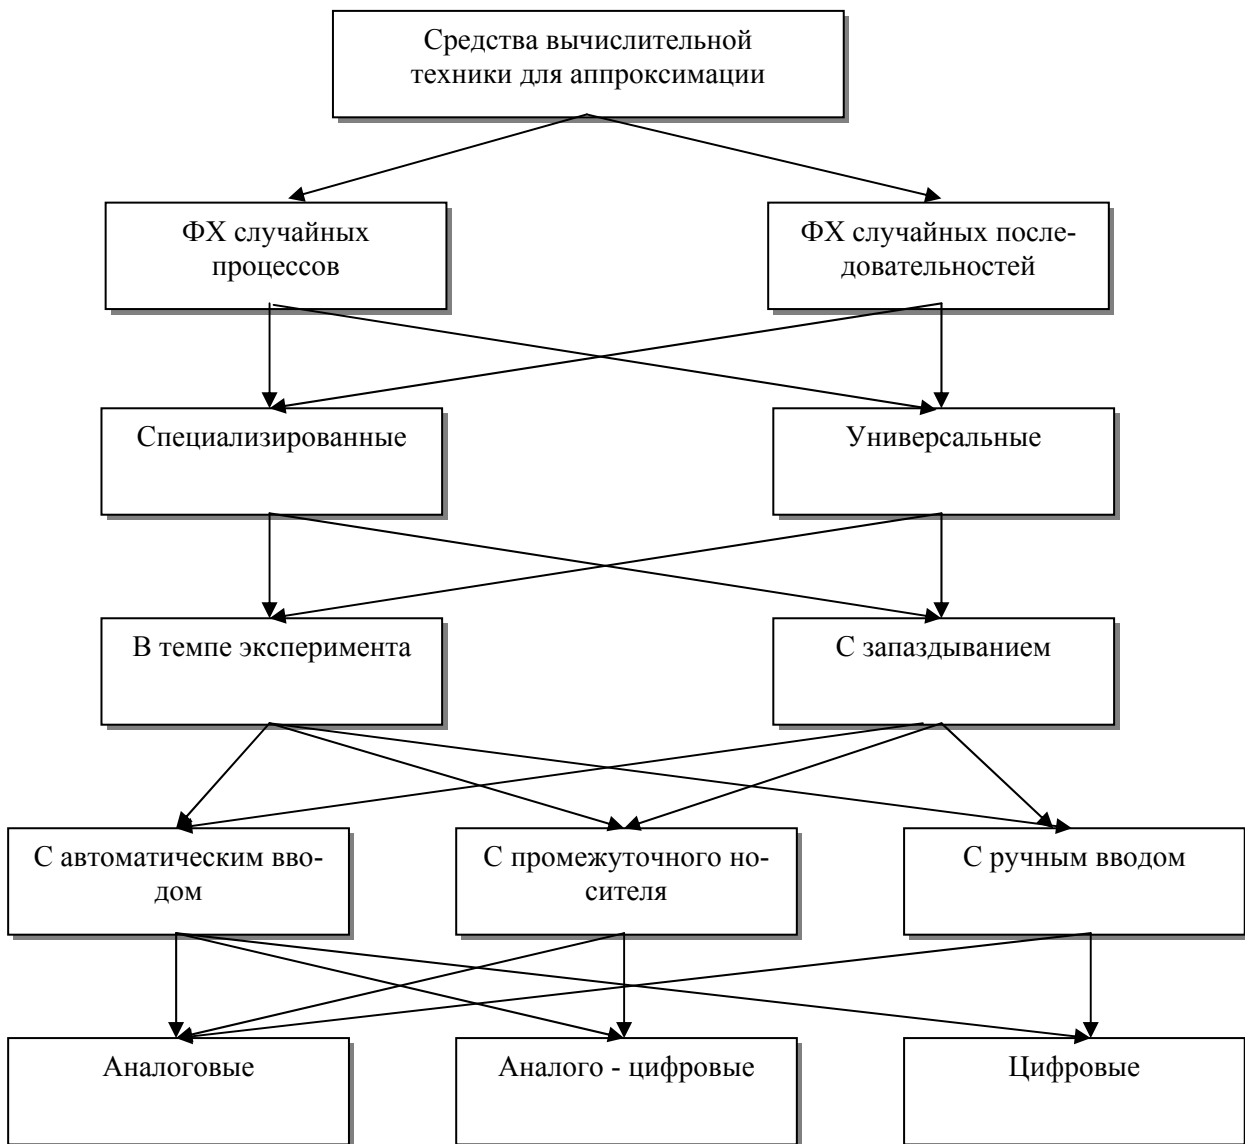 Средства вычислительной
техники для аппроксимации
ФХ случайных
процессов
ФХ случайных после-
довательностей
Специализированные
Универсальные
В темпе эксперимента
С запаздыванием
С автоматическим вво-
дом
С промежуточного но-
сителя
С ручным вводом
Аналоговые
Аналого - цифровые
Цифровые